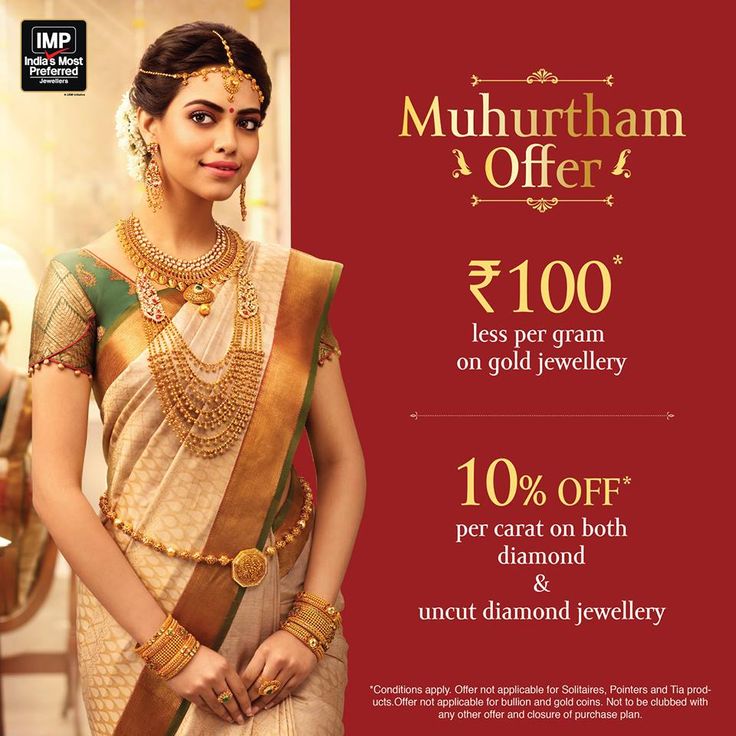 IMP
India's Most
Preferred
Jewellers
Muhurtham
Offer
₹100*
less per gram
on gold jewellery
10% OFF*
per carat on both
diamond
&
uncut diamond jewellery
*Conditions apply. Offer not applicable for Solitaires, Pointers and Tia prod-
ucts.Offer not applicable for bullion and gold coins. Not to be clubbed with
any other offer and closure of purchase plan.